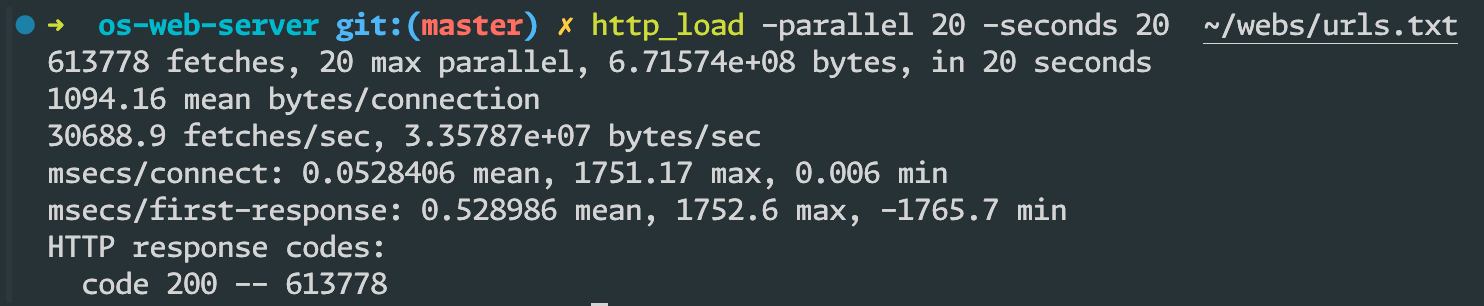 → os-web-server git:(master) ✗ http_load -parallel 20 -seconds 20 ~/webs/urls.txt
613778 fetches, 20 max parallel, 6.71574e+08 bytes, in 20 seconds
1094.16 mean bytes/connection
30688.9 fetches/sec, 3.35787e+07 bytes/sec
msecs/connect: 0.0528406 mean, 1751.17 max, 0.006 min
msecs/first-response: 0.528986 mean, 1752.6 max, -1765.7 min
HTTP response codes:
  code 200 -- 613778